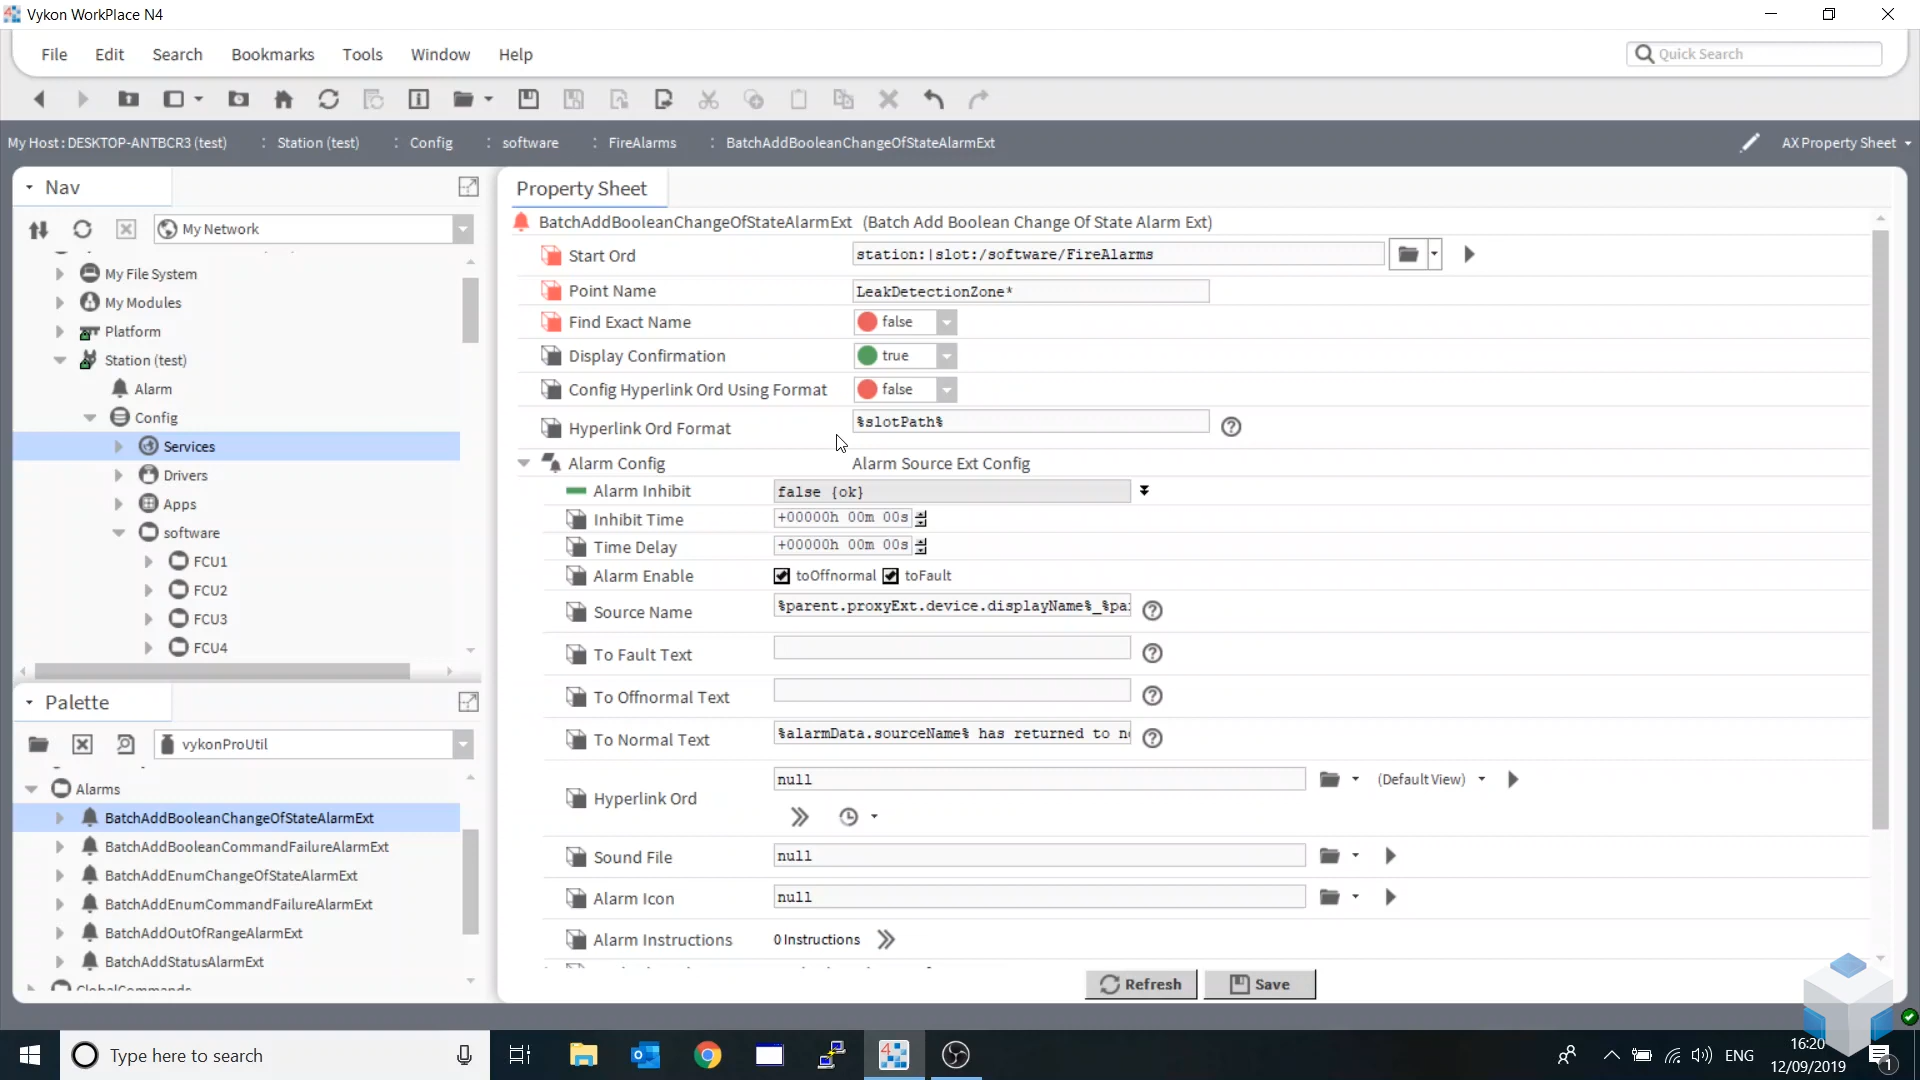 Vykon WorkPlace N4
File Edit Search Bookmarks Tools Window Help
Quick Search
My Host : DESKTOP-ANTBCR3 (test) : Station (test) : Config : software : FireAlarms : BatchAddBooleanChangeOfStateAlarmExt
AX Property Sheet
Nav
My Network
My File System
My Modules
Platform
Station (test)
Alarm
Config
Services
Drivers
Apps
software
FCU1
FCU2
FCU3
FCU4
Palette
vykonProUtil
Alarms
BatchAddBooleanChangeOfStateAlarmExt
BatchAddBooleanCommandFailureAlarmExt
BatchAddEnumChangeOfStateAlarmExt
BatchAddEnumCommandFailureAlarmExt
BatchAddOutOfRangeAlarmExt
BatchAddStatusAlarmExt
GlobalCommands
Property Sheet
BatchAddBooleanChangeOfStateAlarmExt (Batch Add Boolean Change Of State Alarm Ext)
Start Ord station:|slot:/software/FireAlarms
Point Name LeakDetectionZone*
Find Exact Name false
Display Confirmation true
Config Hyperlink Ord Using Format false
Hyperlink Ord Format %slotPath%
Alarm Config Alarm Source Ext Config
Alarm Inhibit false {ok}
Inhibit Time +00000h 00m 00s
Time Delay +00000h 00m 00s
Alarm Enable toOffnormal toFault
Source Name %parent.proxyExt.device.displayName%_%pa
To Fault Text
To Offnormal Text
To Normal Text %alarmData.sourceName% has returned to n
Hyperlink Ord null (Default View)
Sound File null
Alarm Icon null
Alarm Instructions 0 Instructions
Refresh Save
Type here to search
ENG
16:20
12/09/2019
1